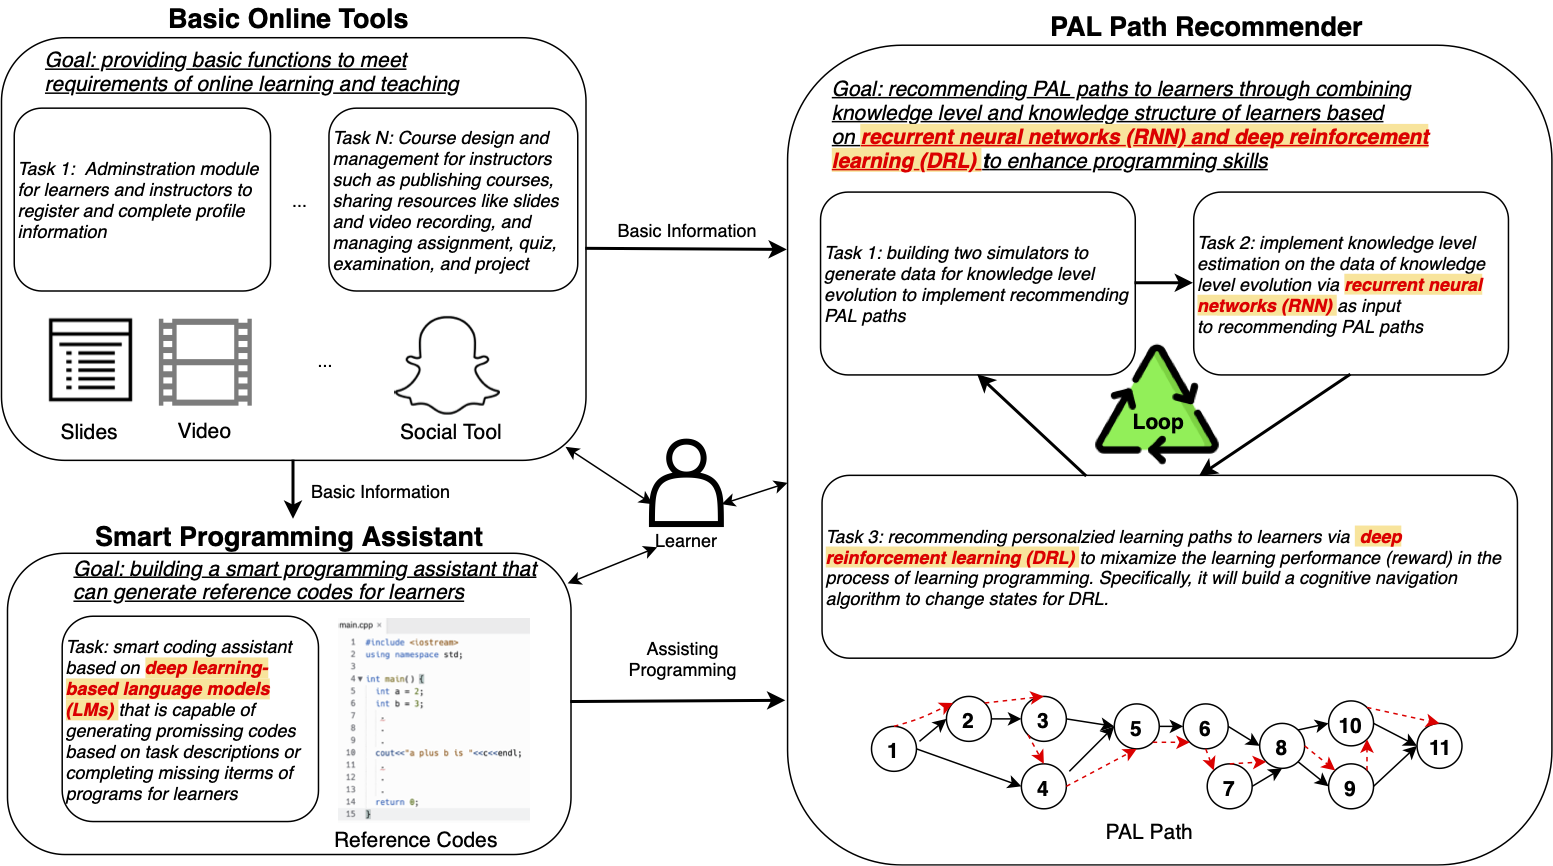 Basic Online Tools
Goal: providing basic functions to meet
requirements of online learning and teaching
Task 1:  Adminstration module
for learners and instructors to
register and complete profile
information
...
Task N: Course design and
management for instructors
such as publishing courses,
sharing resources like slides
and video recording, and
managing assignment, quiz,
examination, and project
Slides
Video
...
Social Tool
Basic Information
Basic Information
Learner
Smart Programming Assistant
Goal: building a smart programming assistant that
can generate reference codes for learners
Task: smart coding assistant
based on deep learning-
based language models
(LMs) that is capable of
generating promissing codes
based on task descriptions or
completing missing iterms of
programs for learners
main.cpp ×
1 #include <iostream>
2 using namespace std;
3
4 int main() {
5 int a = 2;
6 int b = 3;
7 .
8 .
9 .
10 cout<<"a plus b is "<<c<<endl;
11 .
12 .
13 .
14 return 0;
15 }
Reference Codes
Assisting
Programming
PAL Path Recommender
Goal: recommending PAL paths to learners through combining
knowledge level and knowledge structure of learners based
on recurrent neural networks (RNN) and deep reinforcement
learning (DRL) to enhance programming skills
Task 1: building two simulators to
generate data for knowledge level
evolution to implement recommending
PAL paths
Task 2: implement knowledge level
estimation on the data of knowledge
level evolution via recurrent neural
networks (RNN) as input
to recommending PAL paths
Loop
Task 3: recommending personalzied learning paths to learners via deep
reinforcement learning (DRL) to mixamize the learning performance (reward) in the
process of learning programming. Specifically, it will build a cognitive navigation
algorithm to change states for DRL.
1
2
3
4
5
6
7
8
9
10
11
PAL Path